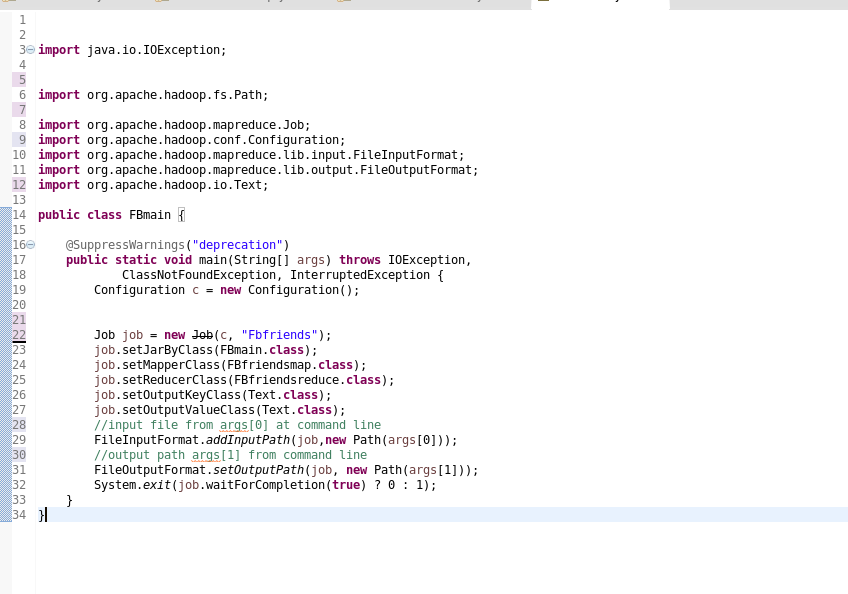 1
2
3 import java.io.IOException;
4
5
6 import org.apache.hadoop.fs.Path;
7
8 import org.apache.hadoop.mapreduce.Job;
9 import org.apache.hadoop.conf.Configuration;
10 import org.apache.hadoop.mapreduce.lib.input.FileInputFormat;
11 import org.apache.hadoop.mapreduce.lib.output.FileOutputFormat;
12 import org.apache.hadoop.io.Text;
13
14 public class FBmain {
15
16     @SuppressWarnings("deprecation")
17     public static void main(String[] args) throws IOException,
18             ClassNotFoundException, InterruptedException {
19         Configuration c = new Configuration();
20
21
22         Job job = new Job(c, "Fbfriends");
23         job.setJarByClass(FBmain.class);
24         job.setMapperClass(FBfriendsmap.class);
25         job.setReducerClass(FBfriendsreduce.class);
26         job.setOutputKeyClass(Text.class);
27         job.setOutputValueClass(Text.class);
28         //input file from args[0] at command line
29         FileInputFormat.addInputPath(job,new Path(args[0]));
30         //output path args[1] from command line
31         FileOutputFormat.setOutputPath(job, new Path(args[1]));
32         System.exit(job.waitForCompletion(true) ? 0 : 1);
33     }
34 }